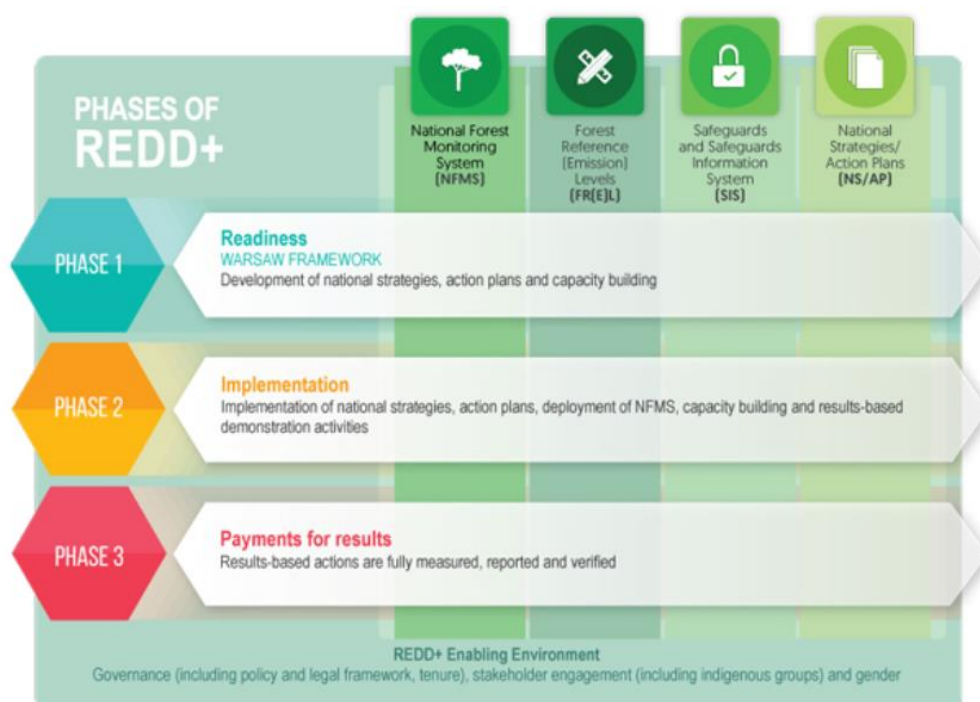 PHASES OF
REDD+
National Forest
Monitoring
System
(NFMS)
Forest
Reference
(Emission)
Levels
(FR(E)L)
Safeguards
and Safeguards
Information
System
(SIS)
National
Strategies/
Action Plans
(NS/AP)
PHASE 1
Readiness
WARSAW FRAMEWORK
Development of national strategies, action plans and capacity building
PHASE 2
Implementation
Implementation of national strategies, action plans, deployment of NFMS, capacity building and results-based
demonstration activities
PHASE 3
Payments for results
Results-based actions are fully measured, reported and verified
REDD+ Enabling Environment
Governance (including policy and legal framework, tenure), stakeholder engagement (including indigenous groups) and gender